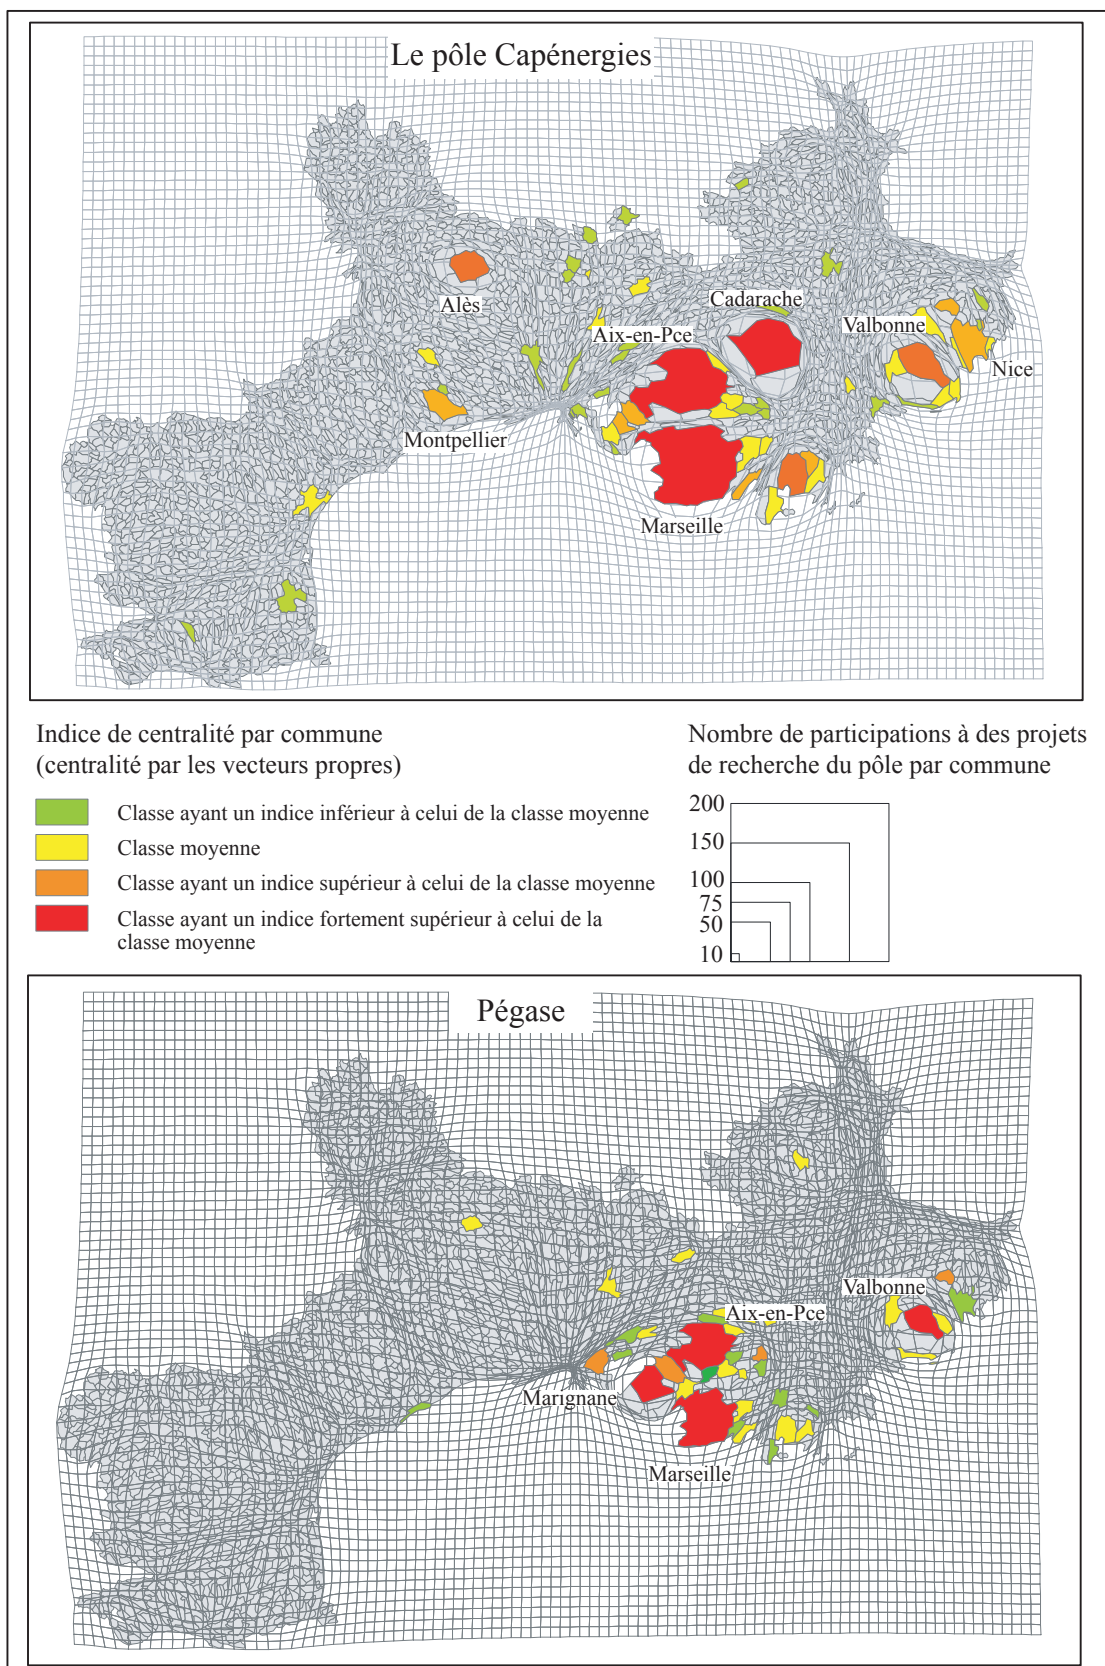 Le pôle Capénergies
Alès
Cadarache
Aix-en-Pce
Valbonne
Nice
Montpellier
Marseille
Indice de centralité par commune
(centralité par les vecteurs propres)
Classe ayant un indice inférieur à celui de la classe moyenne
Classe moyenne
Classe ayant un indice supérieur à celui de la classe moyenne
Classe ayant un indice fortement supérieur à celui de la
classe moyenne
Nombre de participations à des projets
de recherche du pôle par commune
200
150
100
75
50
10
Pégase
Valbonne
Aix-en-Pce
Marignane
Marseille